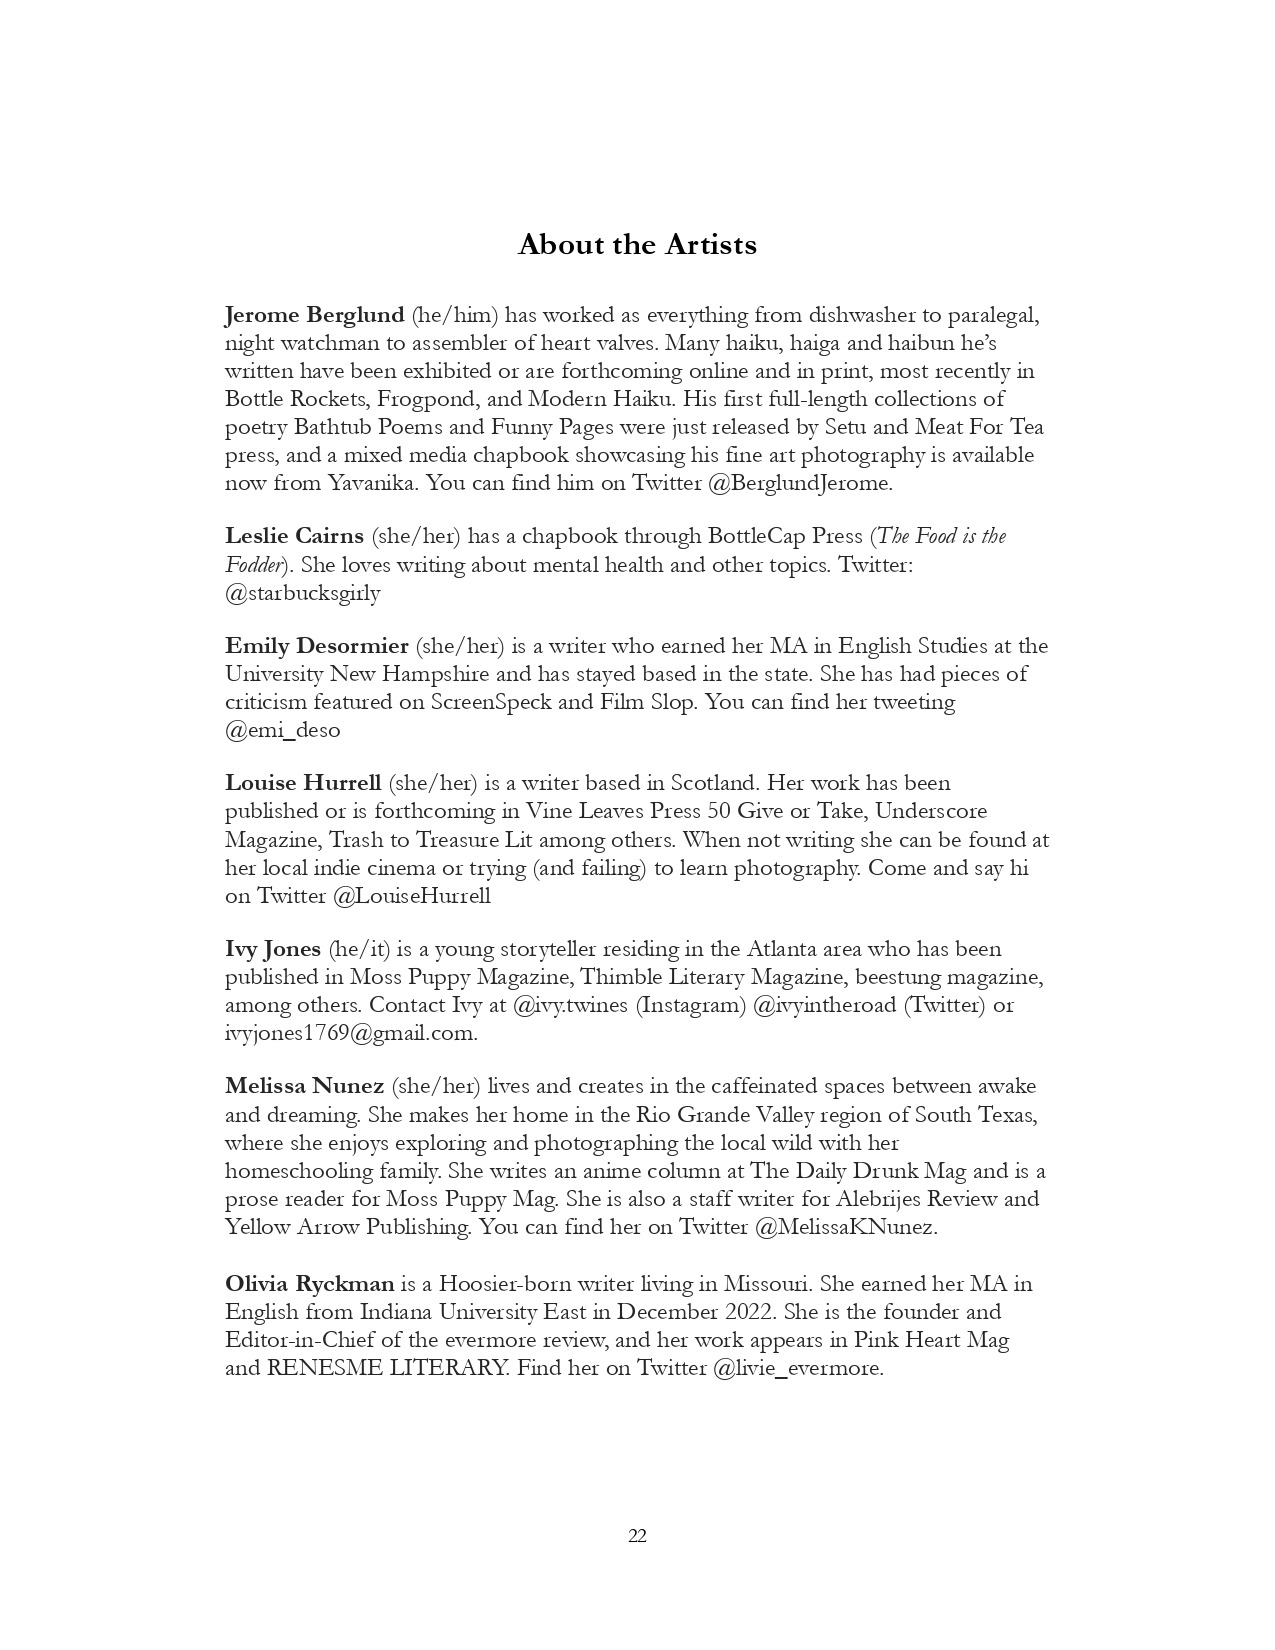 About the Artists
Jerome Berglund (he/him) has worked as everything from dishwasher to paralegal,
night watchman to assembler of heart valves. Many haiku, haiga and haibun he’s
written have been exhibited or are forthcoming online and in print, most recently in
Bottle Rockets, Frogpond, and Modern Haiku. His first full-length collections of
poetry Bathtub Poems and Funny Pages were just released by Setu and Meat For Tea
press, and a mixed media chapbook showcasing his fine art photography is available
now from Yavanika. You can find him on Twitter @BerglundJerome.
Leslie Cairns (she/her) has a chapbook through BottleCap Press (The Food is the
Fodder). She loves writing about mental health and other topics. Twitter:
@starbucksgirly
Emily Desormier (she/her) is a writer who earned her MA in English Studies at the
University New Hampshire and has stayed based in the state. She has had pieces of
criticism featured on ScreenSpeck and Film Slop. You can find her tweeting
@emi_deso
Louise Hurrell (she/her) is a writer based in Scotland. Her work has been
published or is forthcoming in Vine Leaves Press 50 Give or Take, Underscore
Magazine, Trash to Treasure Lit among others. When not writing she can be found at
her local indie cinema or trying (and failing) to learn photography. Come and say hi
on Twitter @LouiseHurrell
Ivy Jones (he/it) is a young storyteller residing in the Atlanta area who has been
published in Moss Puppy Magazine, Thimble Literary Magazine, beestung magazine,
among others. Contact Ivy at @ivy.twines (Instagram) @ivyintheroad (Twitter) or
ivyjones1769@gmail.com.
Melissa Nunez (she/her) lives and creates in the caffeinated spaces between awake
and dreaming. She makes her home in the Rio Grande Valley region of South Texas,
where she enjoys exploring and photographing the local wild with her
homeschooling family. She writes an anime column at The Daily Drunk Mag and is a
prose reader for Moss Puppy Mag. She is also a staff writer for Alebrijes Review and
Yellow Arrow Publishing. You can find her on Twitter @MelissaKNunez.
Olivia Ryckman is a Hoosier-born writer living in Missouri. She earned her MA in
English from Indiana University East in December 2022. She is the founder and
Editor-in-Chief of the evermore review, and her work appears in Pink Heart Mag
and RENESME LITERARY. Find her on Twitter @livie_evermore.
22